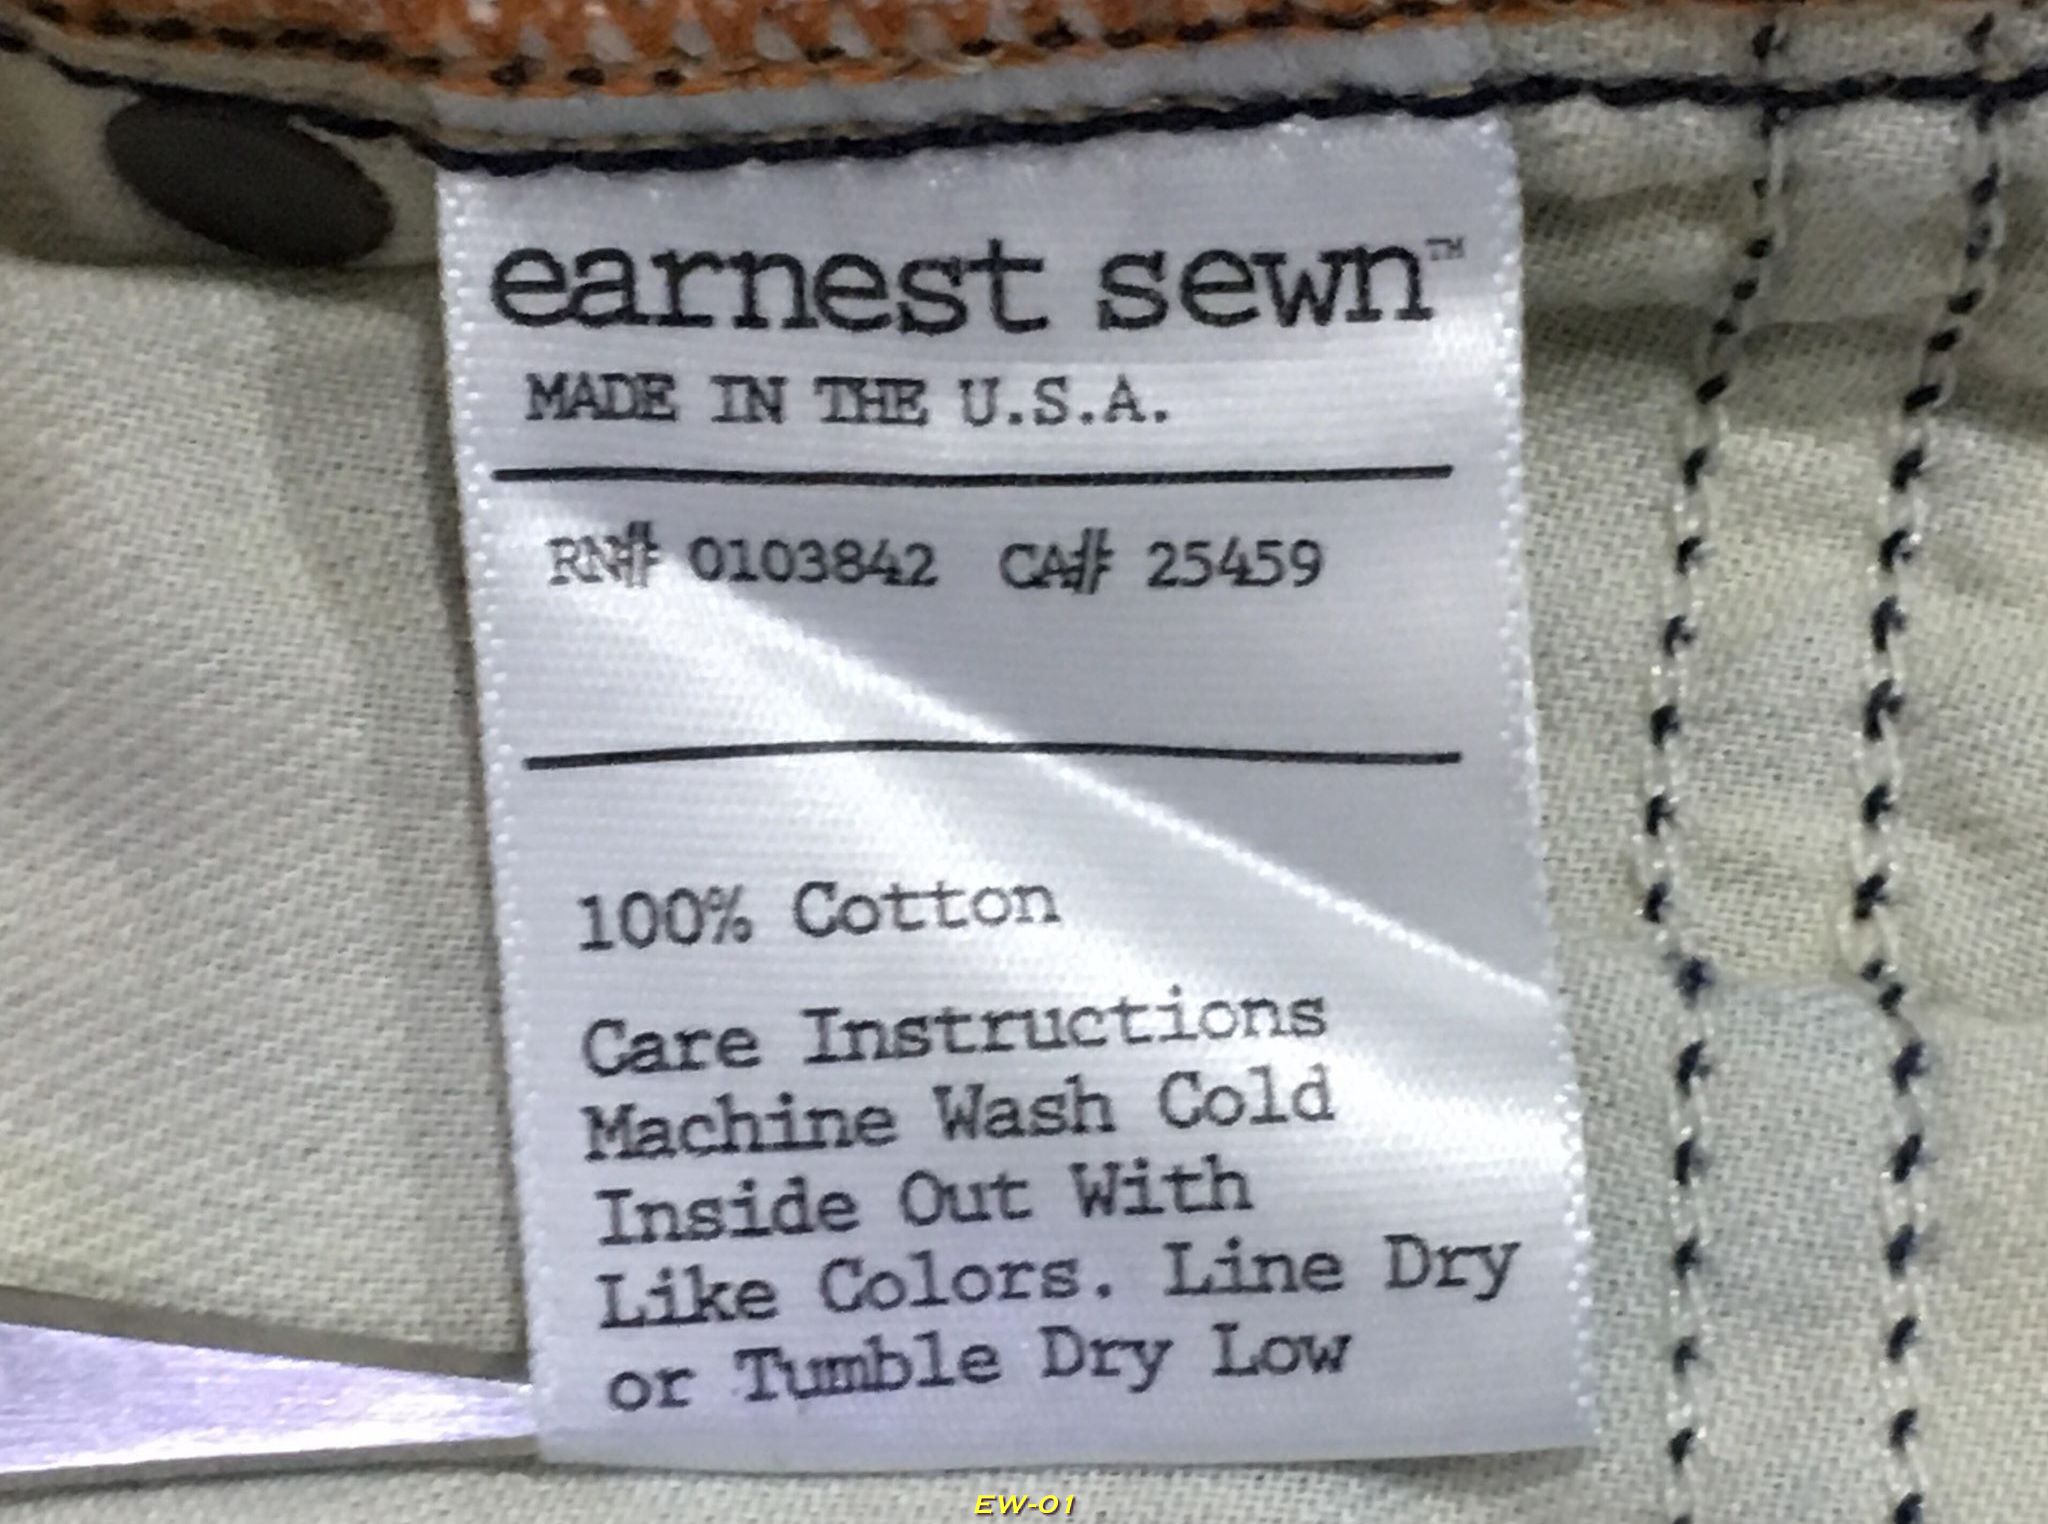 earnest sewn™
MADE IN THE U.S.A.
RN# 0103842 CA# 25459
100% Cotton
Care Instructions
Machine Wash Cold
Inside Out With
Like Colors. Line Dry
or Tumble Dry Low
EW-01